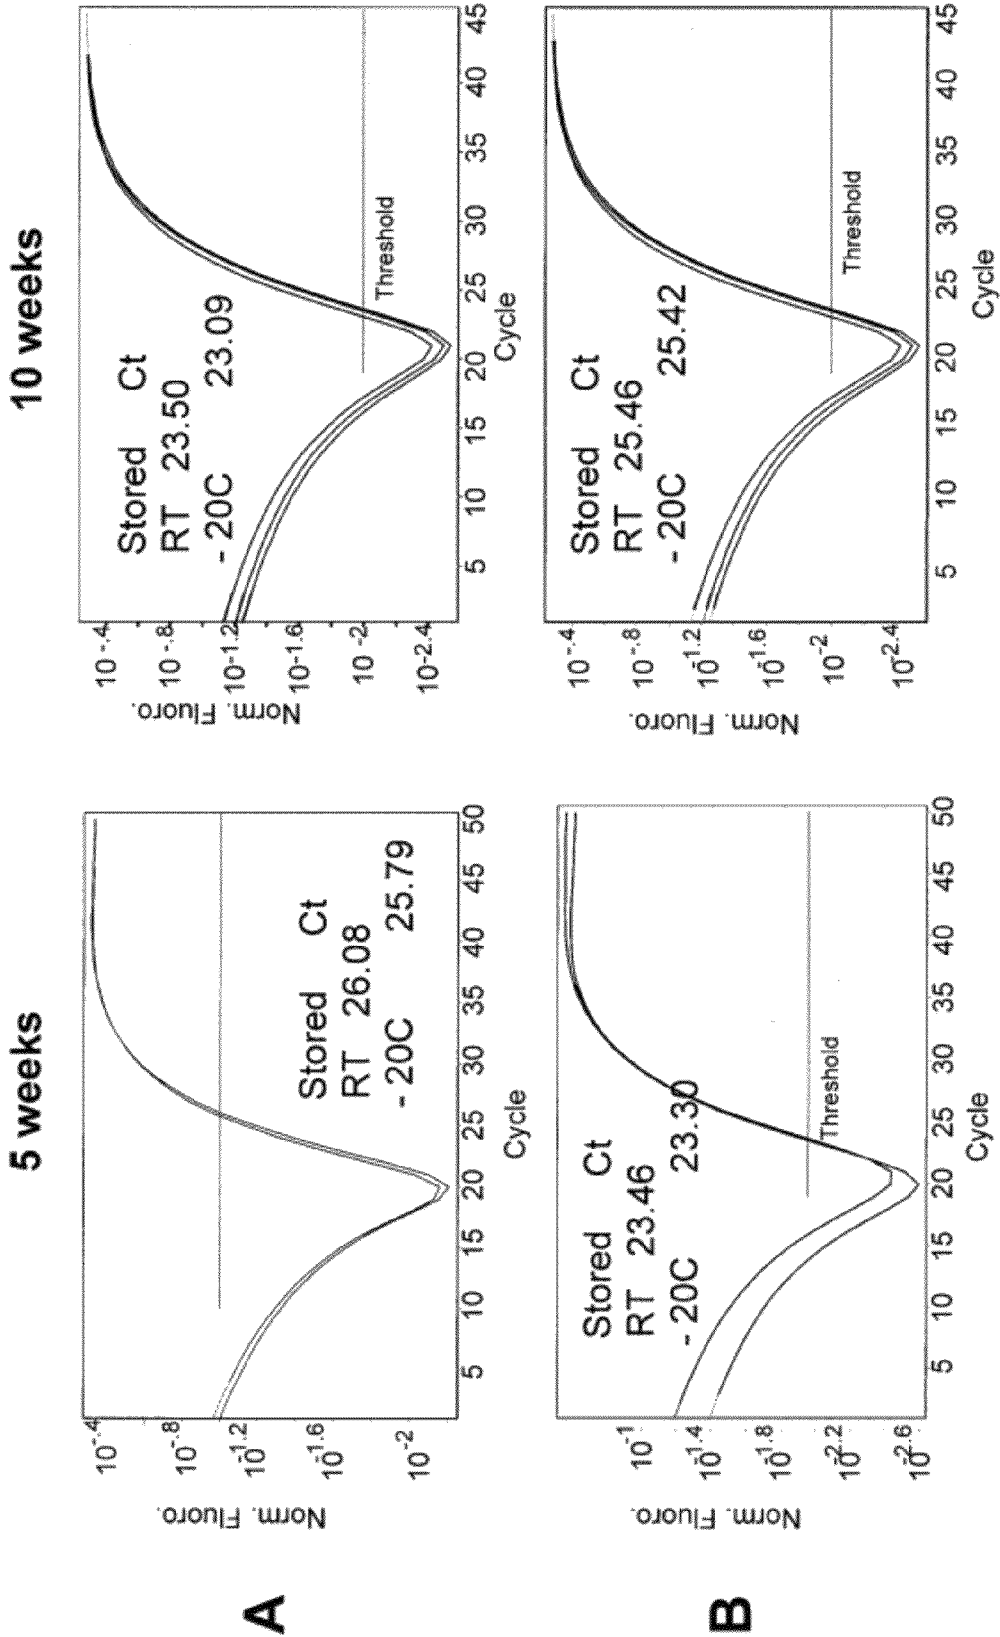 5 weeks
10 weeks
A
Norm. Fluoro.
10-.4
10-.8
10-1.2
10-1.6
10-2
Stored Ct
RT 26.08
- 20C 25.79
5 10 15 20 25 30 35 40 45 50
Cycle
Norm. Fluoro.
10-.4
10-.8
10-1.2
10-1.6
10-2
10-2.4
Stored Ct
RT 23.50
- 20C 23.09
Threshold
5 10 15 20 25 30 35 40 45
Cycle
B
Norm. Fluoro.
10-1
10-1.4
10-1.8
10-2.2
10-2.6
Stored Ct
RT 23.46
- 20C 23.30
Threshold
5 10 15 20 25 30 35 40 45 50
Cycle
Norm. Fluoro.
10-.4
10-.8
10-1.2
10-1.6
10-2
10-2.4
Stored Ct
RT 25.46
- 20C 25.42
Threshold
5 10 15 20 25 30 35 40 45
Cycle